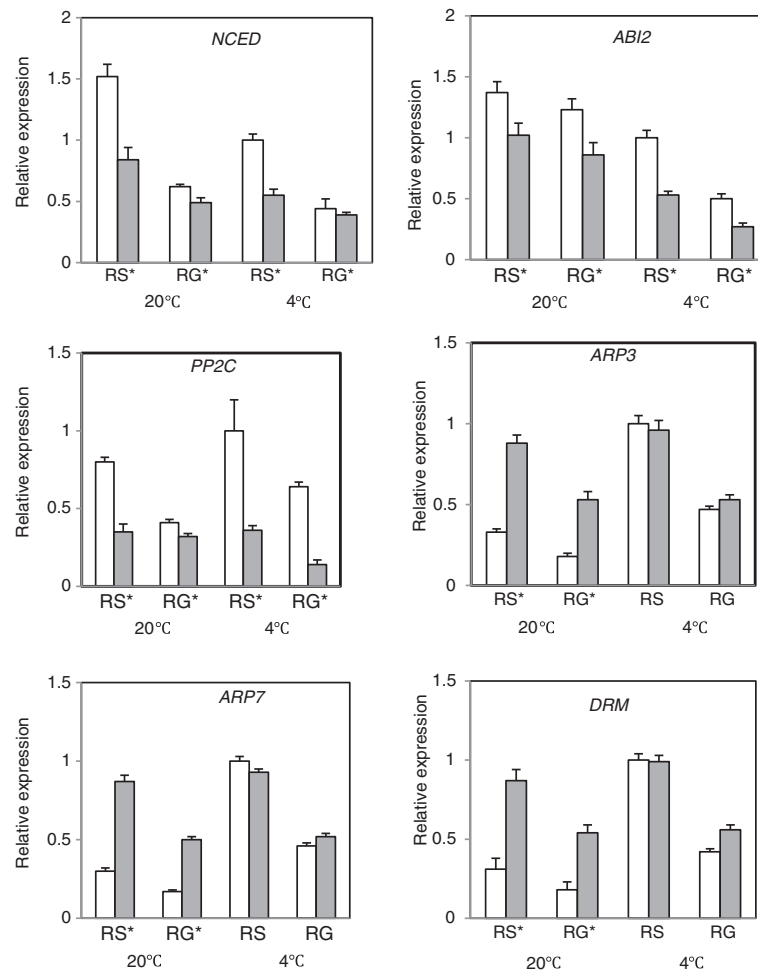 NCED
Relative expression
2
1.5
1
0.5
0
RS* RG* RS* RG*
20°C 4°C
ABI2
Relative expression
2
1.5
1
0.5
0
RS* RG* RS* RG*
20°C 4°C
PP2C
Relative expression
1.5
1
0.5
0
RS* RG* RS* RG*
20°C 4°C
ARP3
Relative expression
1.5
1
0.5
0
RS* RG* RS RG
20°C 4°C
ARP7
Relative expression
1.5
1
0.5
0
RS* RG* RS RG
20°C 4°C
DRM
Relative expression
1.5
1
0.5
0
RS* RG* RS RG
20°C 4°C